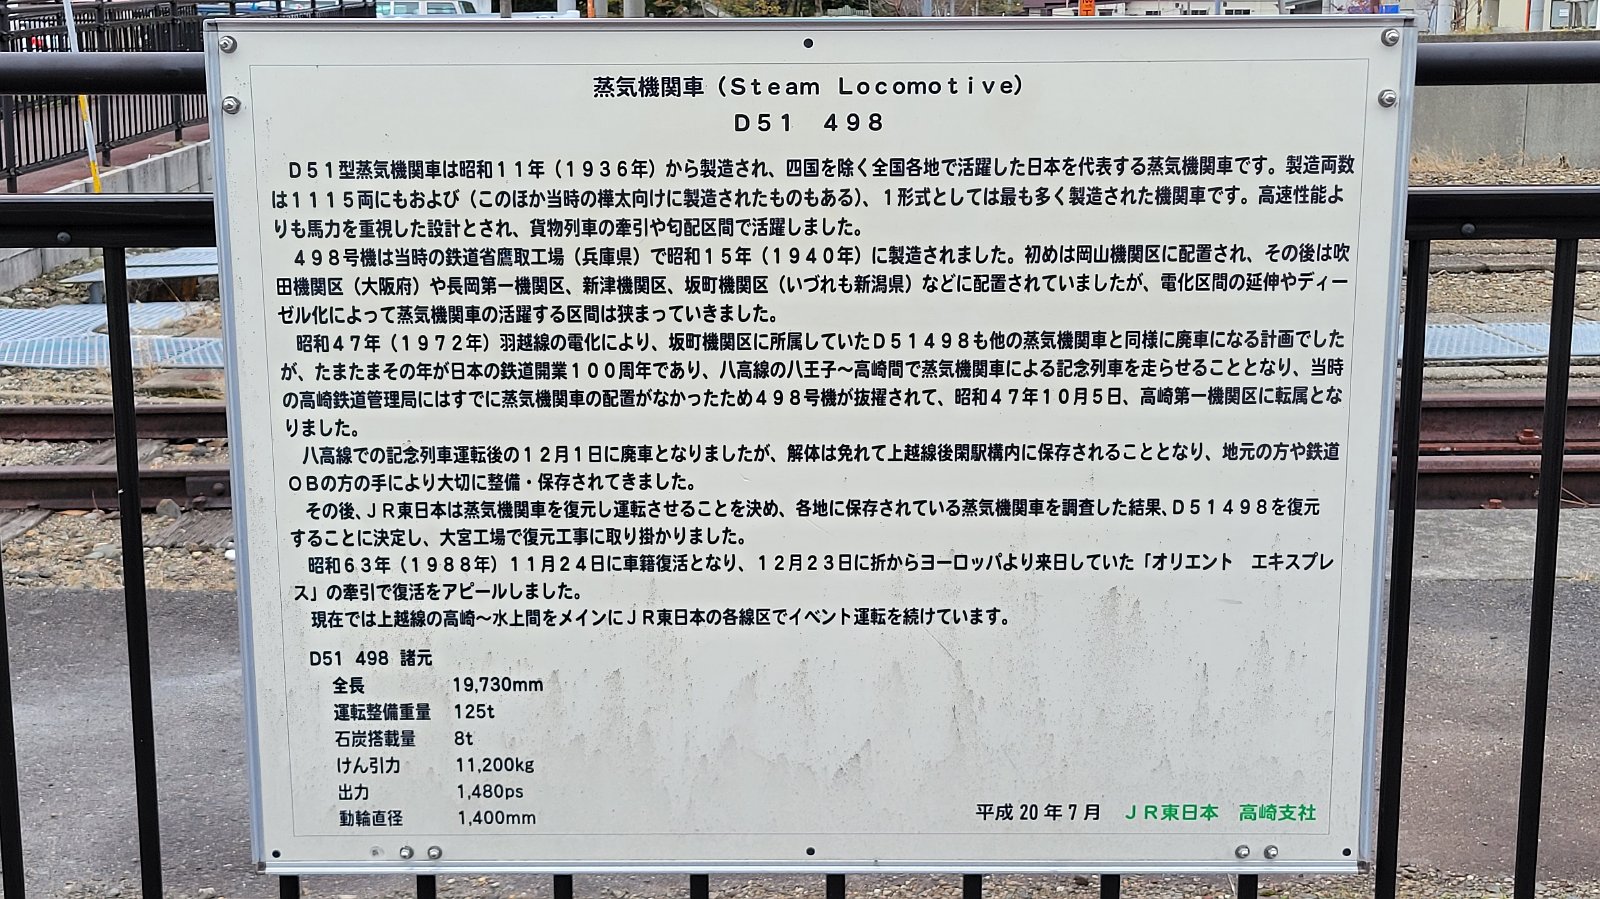 蒸気機関車（Steam Locomotive）
D51 498
D51型蒸気機関車は昭和11年（1936年）から製造され、四国を除く全国各地で活躍した日本を代表する蒸気機関車です。製造両数
は1115両にもおよび（このほか当時の樺太向けに製造されたものもある）、1形式としては最も多く製造された機関車です。高速性能よ
りも馬力を重視した設計とされ、貨物列車の牽引や勾配区間で活躍しました。
498号機は当時の鉄道省鷹取工場（兵庫県）で昭和15年（1940年）に製造されました。初めは岡山機関区に配置され、その後は吹
田機関区（大阪府）や長岡第一機関区、新津機関区、坂町機関区（いづれも新潟県）などに配置されていましたが、電化区間の延伸やディー
ゼル化によって蒸気機関車の活躍する区間は狭まっていきました。
昭和47年（1972年）羽越線の電化により、坂町機関区に所属していたD51498も他の蒸気機関車と同様に廃車になる計画でした
が、たまたまその年が日本の鉄道開業100周年であり、八高線の八王子～高崎間で蒸気機関車による記念列車を走らせることとなり、当時
の高崎鉄道管理局にはすでに蒸気機関車の配置がなかったため498号機が抜擢されて、昭和47年10月5日、高崎第一機関区に転属とな
りました。
八高線での記念列車運転後の12月1日に廃車となりましたが、解体は免れて上越線後閑駅構内に保存されることとなり、地元の方や鉄道
OBの方の手により大切に整備・保存されてきました。
その後、JR東日本は蒸気機関車を復元し運転させることを決め、各地に保存されている蒸気機関車を調査した結果、D51498を復元
することに決定し、大宮工場で復元工事に取り掛かりました。
昭和63年（1988年）11月24日に車籍復活となり、12月23日に折からヨーロッパより来日していた「オリエント　エキスプレ
ス」の牽引で復活をアピールしました。
現在では上越線の高崎～水上間をメインにJR東日本の各線区でイベント運転を続けています。
D51 498 諸元
全長 19,730mm
運転整備重量 125t
石炭搭載量 8t
けん引力 11,200kg
出力 1,480ps
動輪直径 1,400mm
平成20年7月 JR東日本 高崎支社